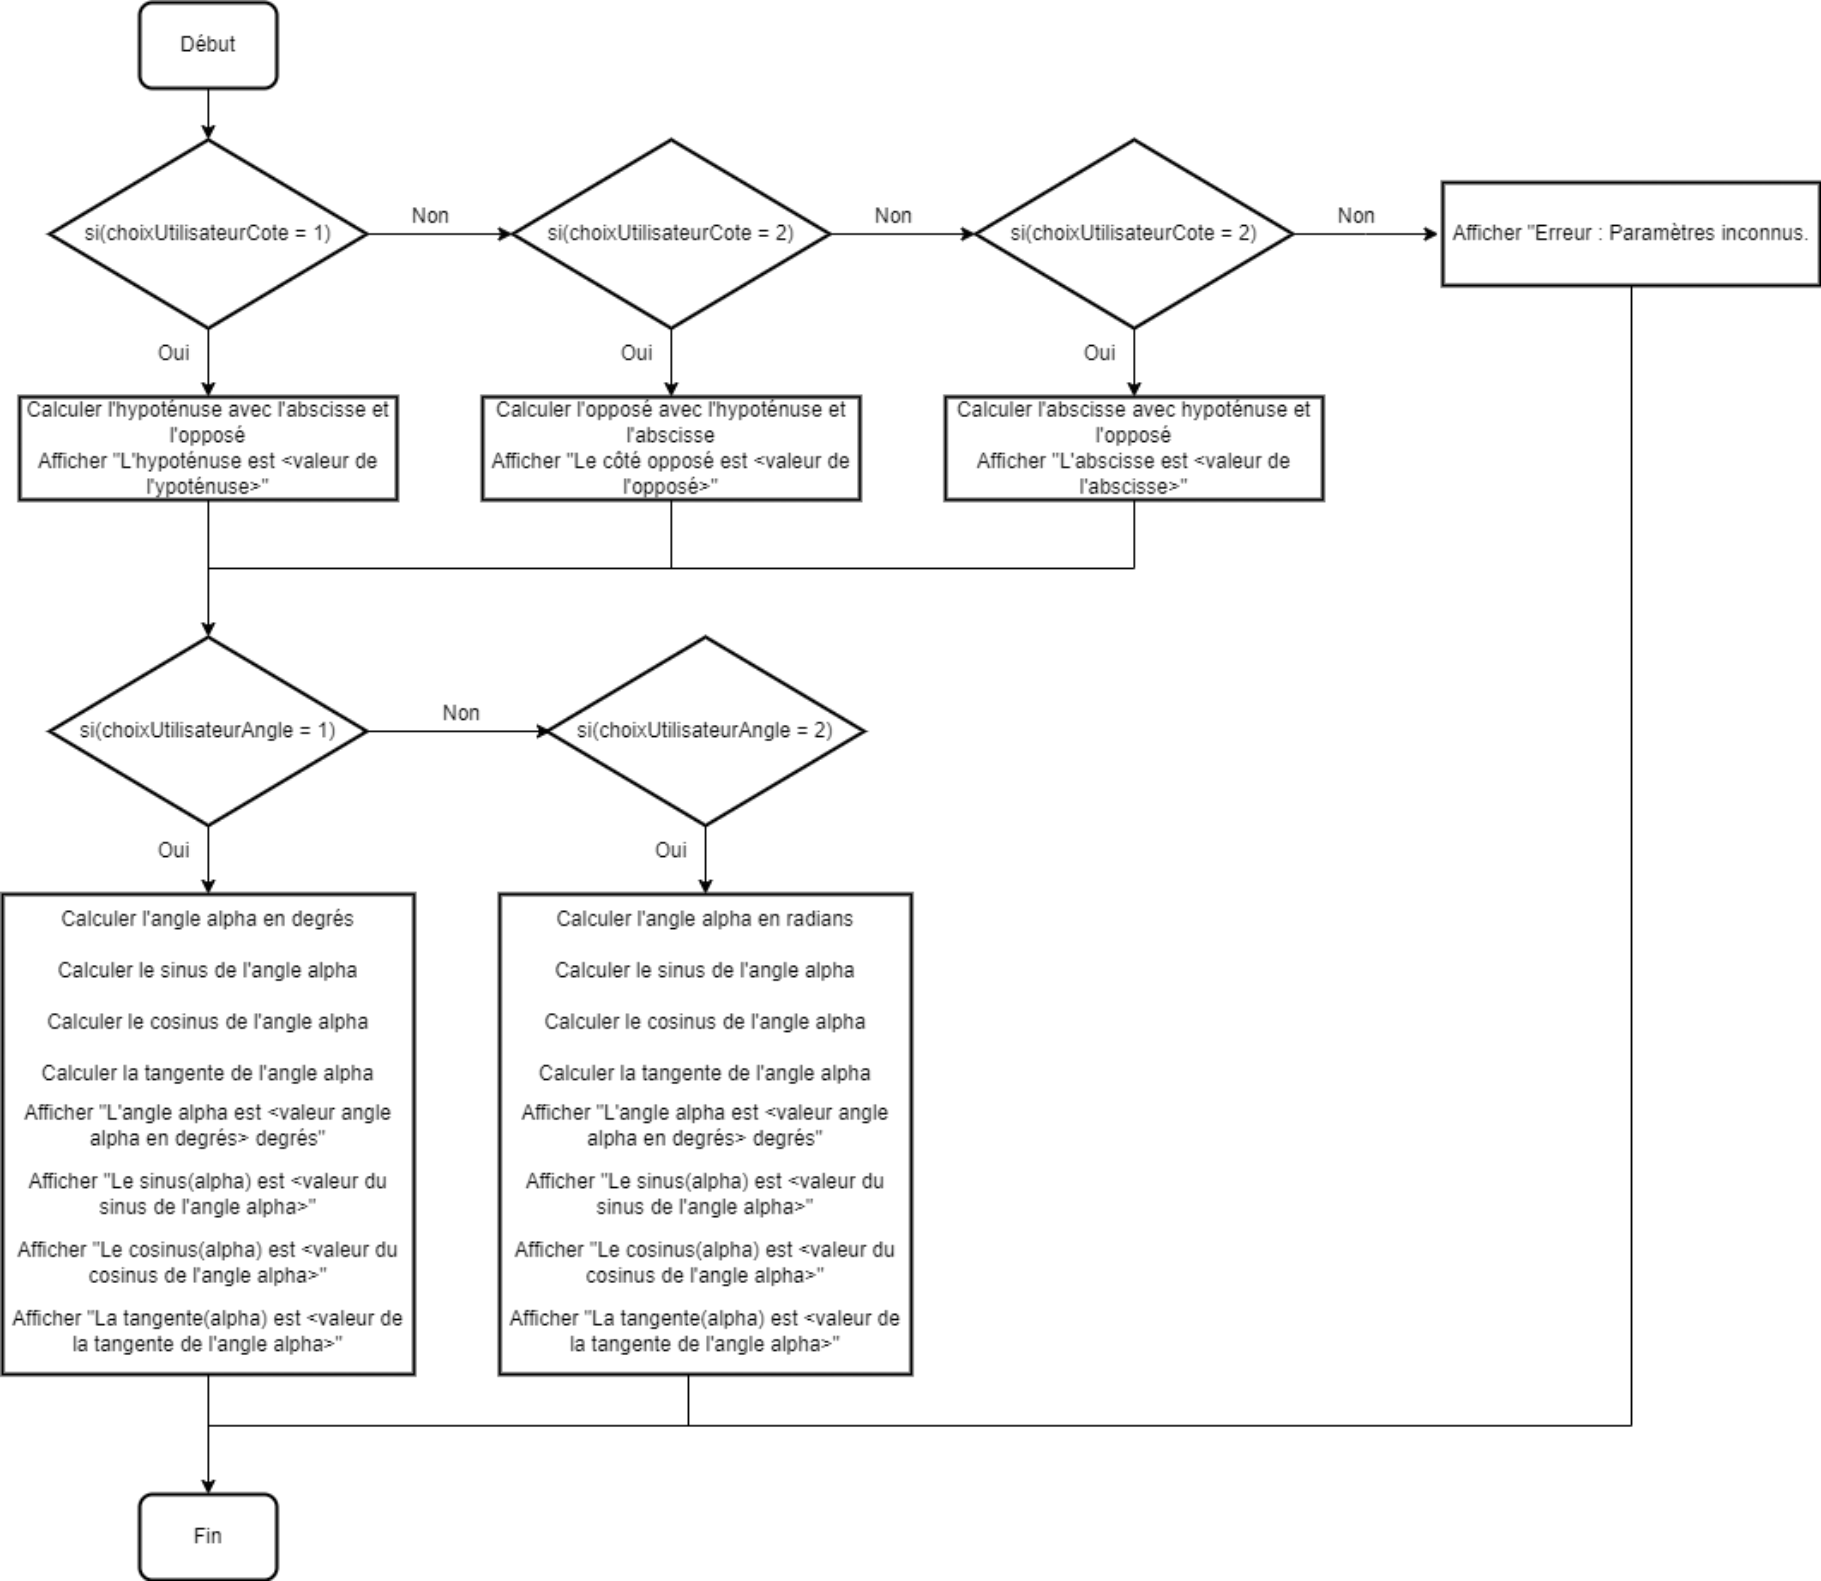 Début
si(choixUtilisateurCote = 1)
Non
si(choixUtilisateurCote = 2)
Non
si(choixUtilisateurCote = 2)
Non
Afficher "Erreur : Paramètres inconnus.
Oui
Oui
Oui
Calculer l'hypoténuse avec l'abscisse et
l'opposé
Afficher "L'hypoténuse est <valeur de
l'ypoténuse>"
Calculer l'opposé avec l'hypoténuse et
l'abscisse
Afficher "Le côté opposé est <valeur de
l'opposé>"
Calculer l'abscisse avec hypoténuse et
l'opposé
Afficher "L'abscisse est <valeur de
l'abscisse>"
si(choixUtilisateurAngle = 1)
Non
si(choixUtilisateurAngle = 2)
Oui
Oui
Calculer l'angle alpha en degrés
Calculer le sinus de l'angle alpha
Calculer le cosinus de l'angle alpha
Calculer la tangente de l'angle alpha
Afficher "L'angle alpha est <valeur angle
alpha en degrés> degrés"
Afficher "Le sinus(alpha) est <valeur du
sinus de l'angle alpha>"
Afficher "Le cosinus(alpha) est <valeur du
cosinus de l'angle alpha>"
Afficher "La tangente(alpha) est <valeur de
la tangente de l'angle alpha>"
Calculer l'angle alpha en radians
Calculer le sinus de l'angle alpha
Calculer le cosinus de l'angle alpha
Calculer la tangente de l'angle alpha
Afficher "L'angle alpha est <valeur angle
alpha en degrés> degrés"
Afficher "Le sinus(alpha) est <valeur du
sinus de l'angle alpha>"
Afficher "Le cosinus(alpha) est <valeur du
cosinus de l'angle alpha>"
Afficher "La tangente(alpha) est <valeur de
la tangente de l'angle alpha>"
Fin